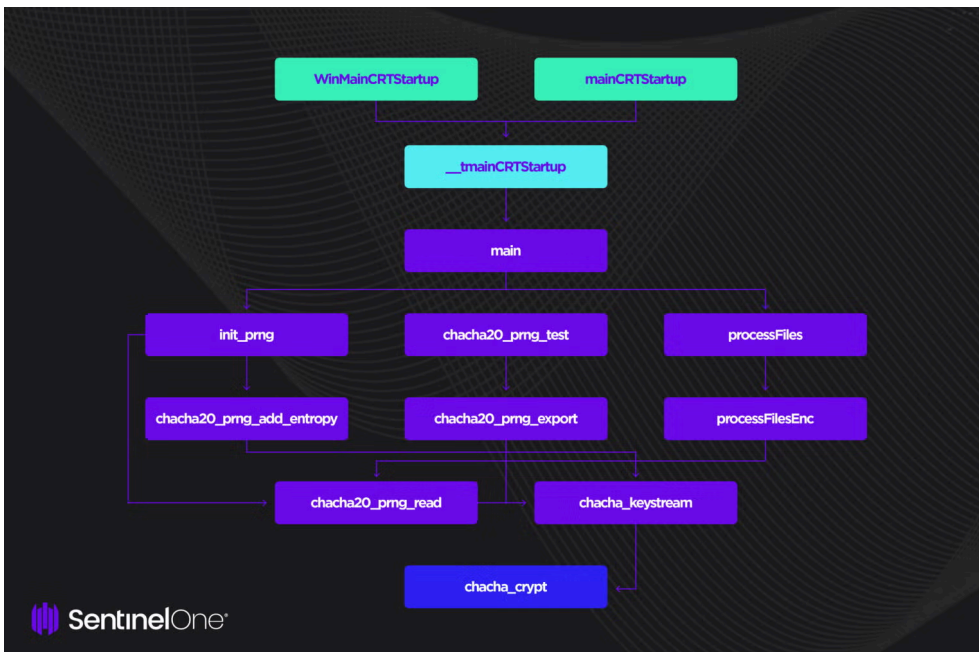 WinMainCRTStartup
mainCRTStartup
__tmainCRTStartup
main
init_prng
chacha20_prng_test
processFiles
chacha20_prng_add_entropy
chacha20_prng_export
processFilesEnc
chacha20_prng_read
chacha_keystream
chacha_crypt
SentinelOne®